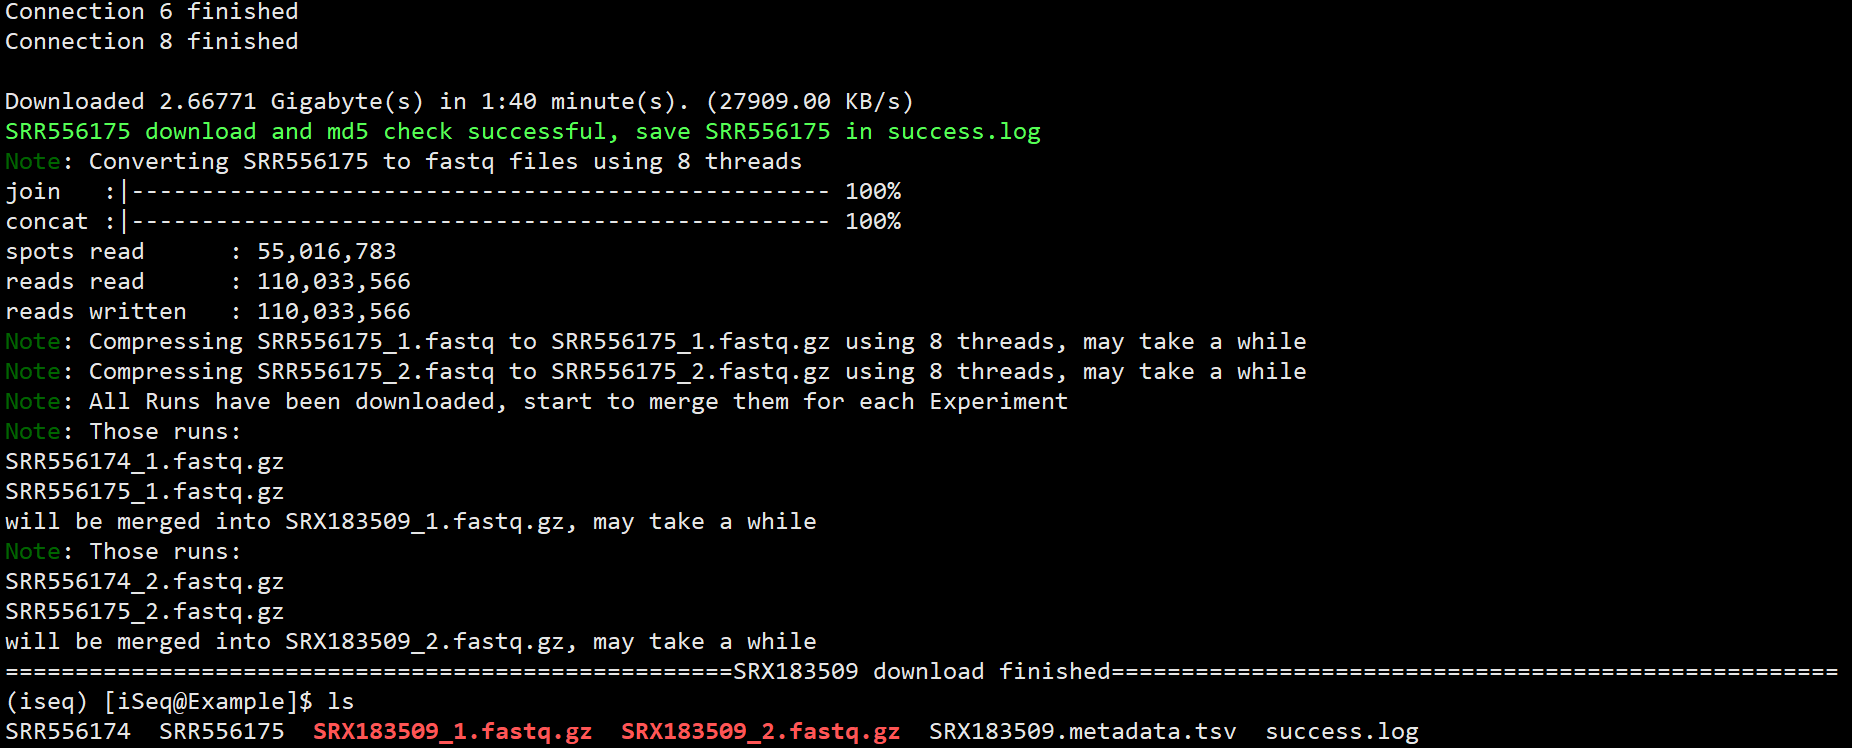 Connection 6 finished
Connection 8 finished
Downloaded 2.66771 Gigabyte(s) in 1:40 minute(s). (27909.00 KB/s)
SRR556175 download and md5 check successful, save SRR556175 in success.log
Note: Converting SRR556175 to fastq files using 8 threads
join   :|-------------------------------------------------- 100%
concat :|-------------------------------------------------- 100%
spots read      : 55,016,783
reads read      : 110,033,566
reads written   : 110,033,566
Note: Compressing SRR556175_1.fastq to SRR556175_1.fastq.gz using 8 threads, may take a while
Note: Compressing SRR556175_2.fastq to SRR556175_2.fastq.gz using 8 threads, may take a while
Note: All Runs have been downloaded, start to merge them for each Experiment
Note: Those runs:
SRR556174_1.fastq.gz
SRR556175_1.fastq.gz
will be merged into SRX183509_1.fastq.gz, may take a while
Note: Those runs:
SRR556174_2.fastq.gz
SRR556175_2.fastq.gz
will be merged into SRX183509_2.fastq.gz, may take a while
====================================================SRX183509 download finished====================================================
(iseq) [iSeq@Example]$ ls
SRR556174  SRR556175  SRX183509_1.fastq.gz  SRX183509_2.fastq.gz  SRX183509.metadata.tsv  success.log